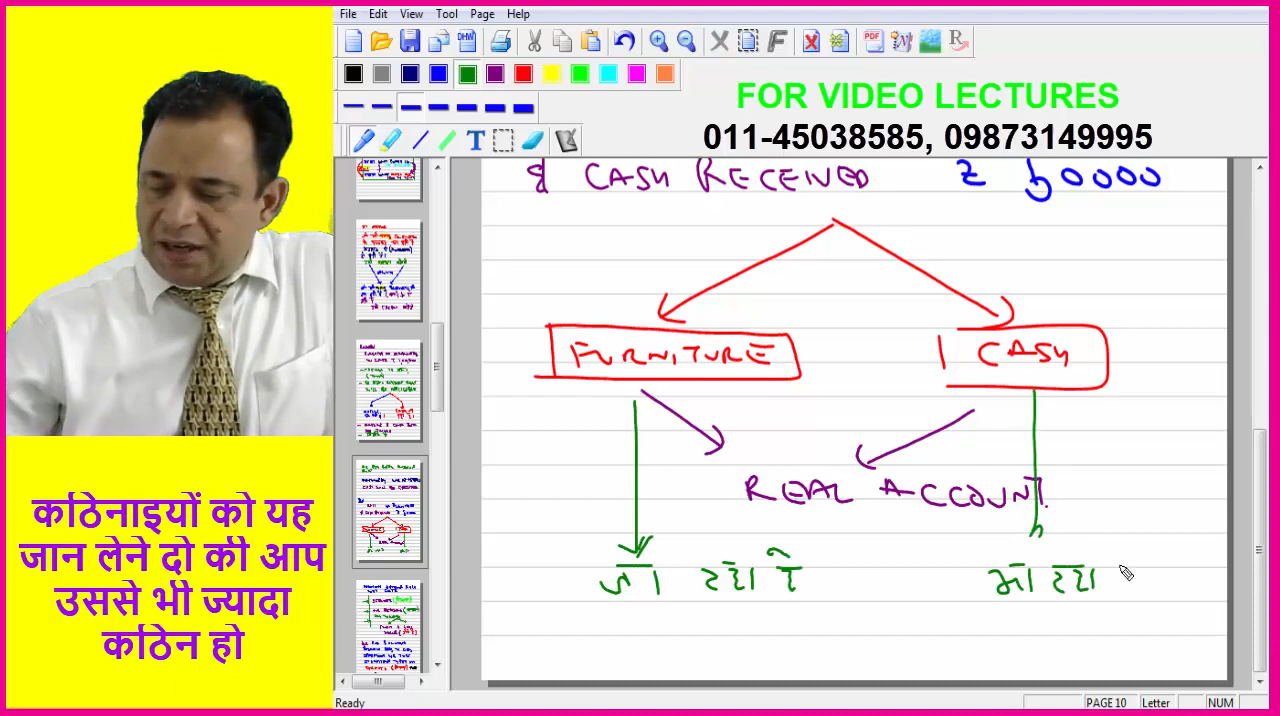 File Edit View Tool Page Help
FOR VIDEO LECTURES
011-45038585, 09873149995
& CASH RECEIVED = 50000
FURNITURE
CASH
REAL ACCOUNT
जा रहा है
आ रहा
कठिनाइयों को यह
जान लेने दो की आप
उससे भी ज्यादा
कठिन हो
Ready
PAGE 10 Letter NUM